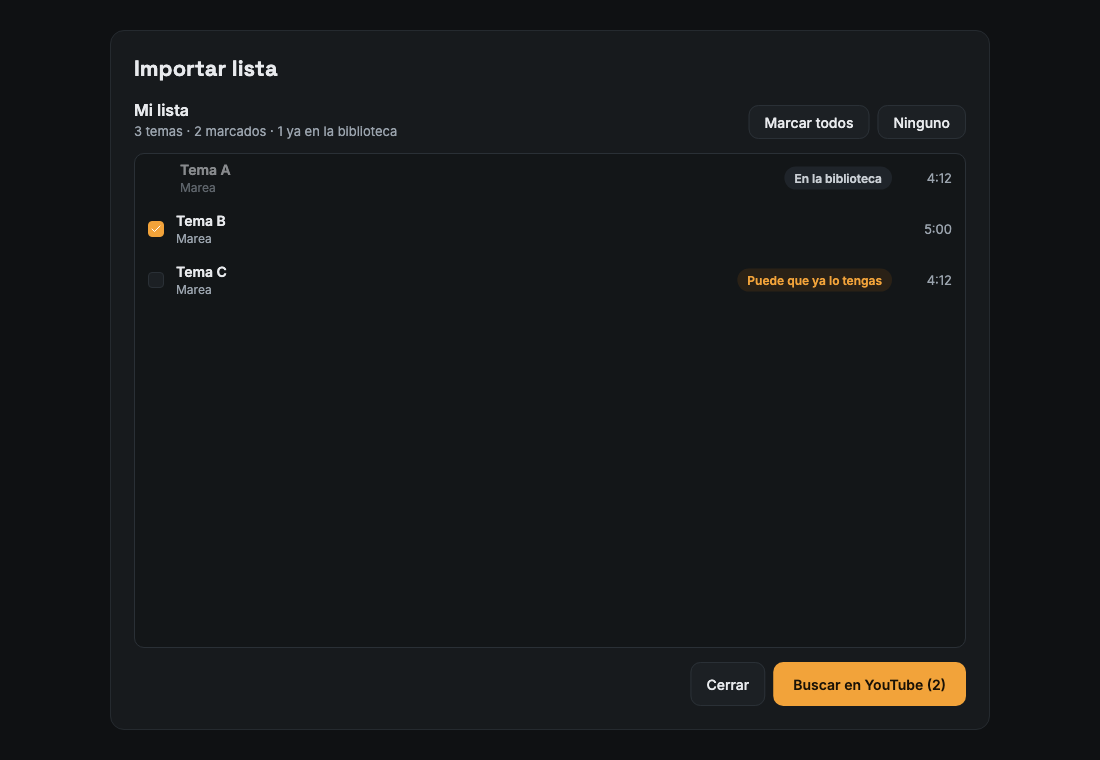 Importar lista
Mi lista
3 temas · 2 marcados · 1 ya en la biblioteca
Marcar todos
Ninguno
Tema A
Marea
En la biblioteca
4:12
Tema B
Marea
5:00
Tema C
Marea
Puede que ya lo tengas
4:12
Cerrar
Buscar en YouTube (2)